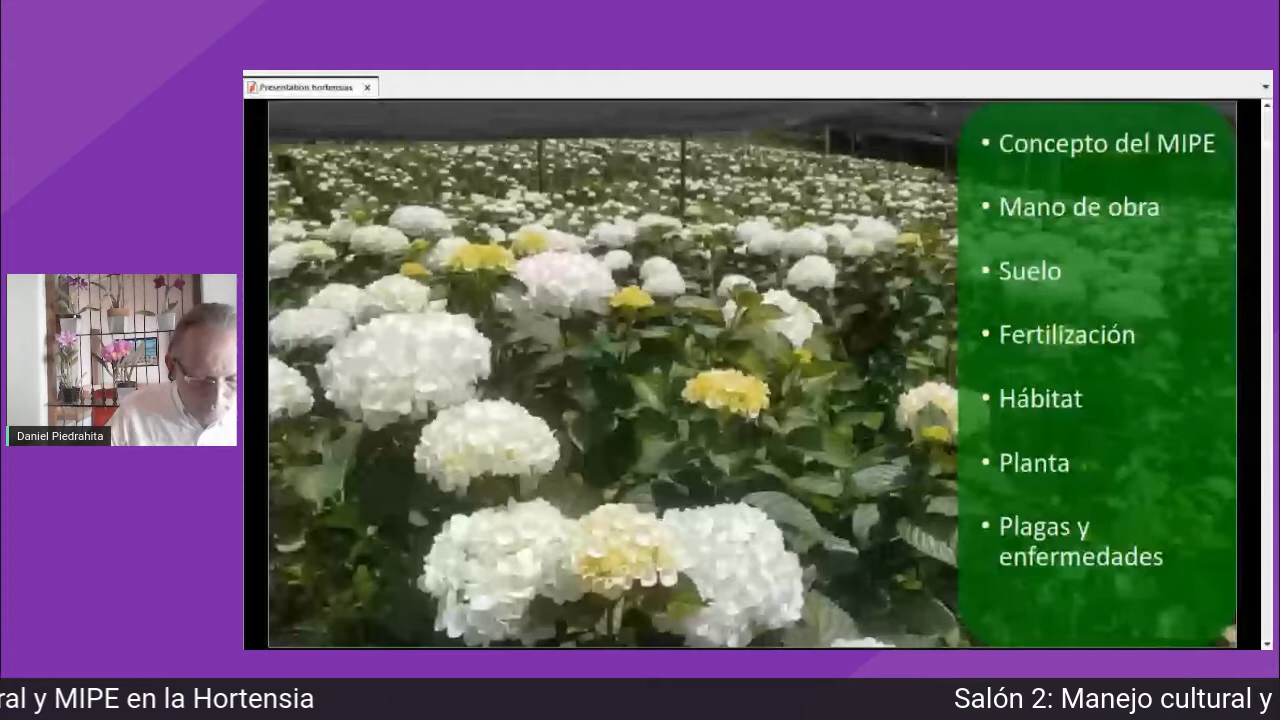 Presentation hortensias
• Concepto del MIPE
• Mano de obra
• Suelo
• Fertilización
• Hábitat
• Planta
• Plagas y
enfermedades
Daniel Piedrahita
ral y MIPE en la Hortensia
Salón 2: Manejo cultural y